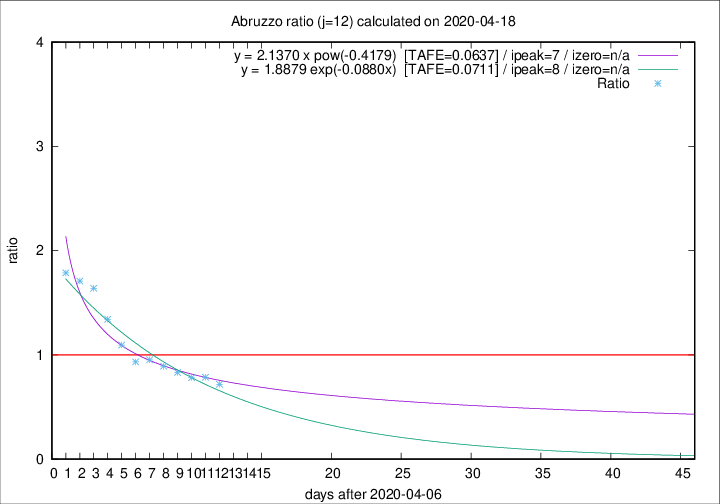 Abruzzo ratio (j=12) calculated on 2020-04-18
y = 2.1370 x pow(-0.4179) [TAFE=0.0637] / ipeak=7 / izero=n/a
y = 1.8879 exp(-0.0880x) [TAFE=0.0711] / ipeak=8 / izero=n/a
Ratio
4
3
2
1
0
ratio
0 1 2 3 4 5 6 7 8 9 10 11 12 13 14 15 20 25 30 35 40 45
days after 2020-04-06